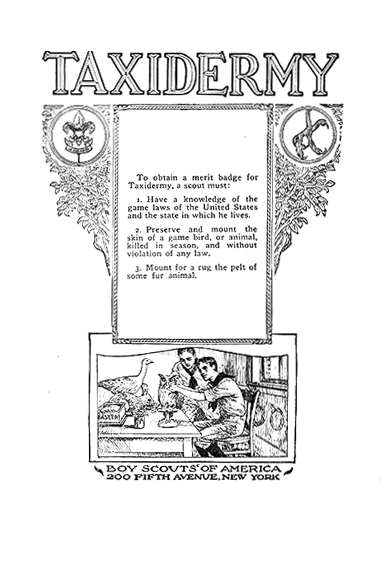 TAXIDERMY
To obtain a merit badge for
Taxidermy, a scout must:
1. Have a knowledge of the
game laws of the United States
and the state in which he lives.
2. Preserve and mount the
skin of a game bird, or animal,
killed in season, and without
violation of any law.
3. Mount for a rug the pelt of
some fur animal.
BOY SCOUTS OF AMERICA
200 FIFTH AVENUE, NEW YORK